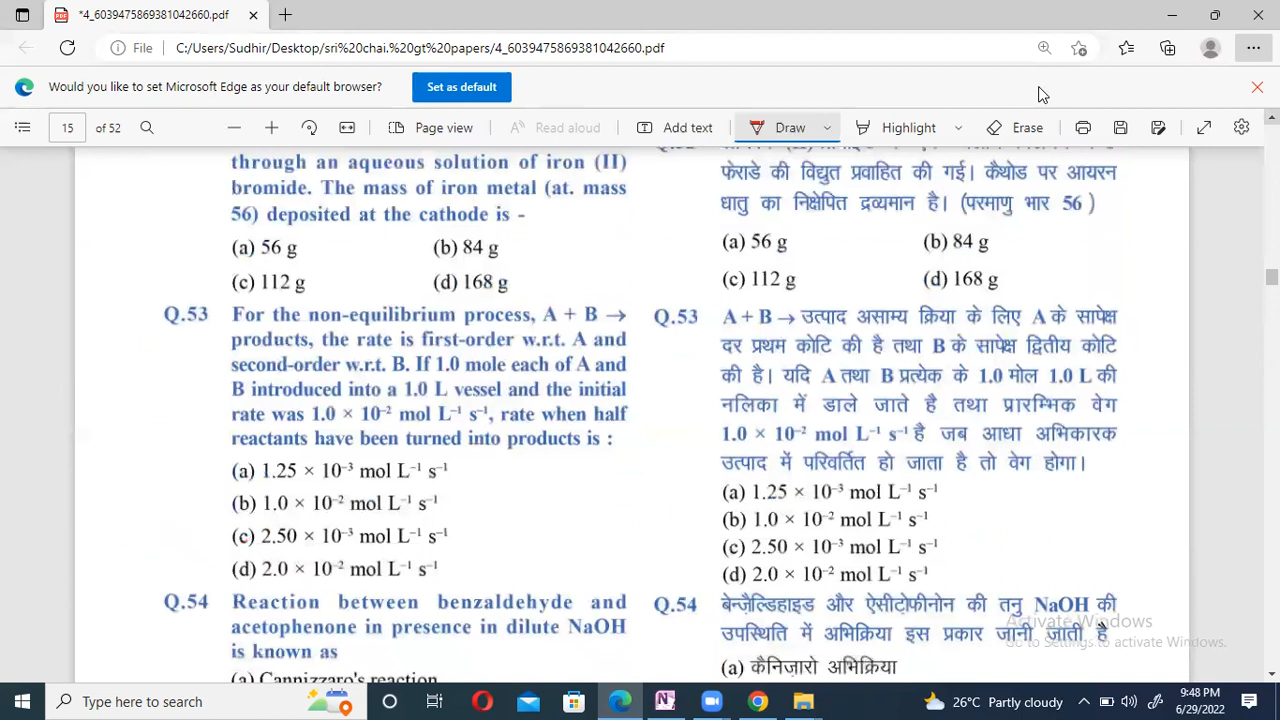 *4_6039475869381042660.pdf
File
C:/Users/Sudhir/Desktop/sri%20chai.%20gt%20papers/4_6039475869381042660.pdf
Would you like to set Microsoft Edge as your default browser?
Set as default
15 of 52
Page view
Read aloud
Add text
Draw
Highlight
Erase
through an aqueous solution of iron (II)
bromide. The mass of iron metal (at. mass
56) deposited at the cathode is -
(a) 56 g (b) 84 g
(c) 112 g (d) 168 g
Q.53 For the non-equilibrium process, A + B →
products, the rate is first-order w.r.t. A and
second-order w.r.t. B. If 1.0 mole each of A and
B introduced into a 1.0 L vessel and the initial
rate was 1.0 × 10⁻² mol L⁻¹ s⁻¹, rate when half
reactants have been turned into products is :
(a) 1.25 × 10⁻³ mol L⁻¹ s⁻¹
(b) 1.0 × 10⁻² mol L⁻¹ s⁻¹
(c) 2.50 × 10⁻³ mol L⁻¹ s⁻¹
(d) 2.0 × 10⁻² mol L⁻¹ s⁻¹
Q.54 Reaction between benzaldehyde and
acetophenone in presence in dilute NaOH
is known as
(a) Cannizzaro's reaction
फेराडे की विद्युत प्रवाहित की गई। कैथोड पर आयरन
धातु का निक्षेपित द्रव्यमान है। (परमाणु भार 56 )
(a) 56 g (b) 84 g
(c) 112 g (d) 168 g
Q.53 A + B → उत्पाद असाम्य क्रिया के लिए A के सापेक्ष
दर प्रथम कोटि की है तथा B के सापेक्ष द्वितीय कोटि
की है। यदि A तथा B प्रत्येक के 1.0 मोल 1.0 L की
नलिका में डाले जाते है तथा प्रारम्भिक वेग
1.0 × 10⁻² mol L⁻¹ s⁻¹ है जब आधा अभिकारक
उत्पाद में परिवर्तित हो जाता है तो वेग होगा।
(a) 1.25 × 10⁻³ mol L⁻¹ s⁻¹
(b) 1.0 × 10⁻² mol L⁻¹ s⁻¹
(c) 2.50 × 10⁻³ mol L⁻¹ s⁻¹
(d) 2.0 × 10⁻² mol L⁻¹ s⁻¹
Q.54 बेन्ज़ैल्डिहाइड और ऐसीटोफीनोन की तनु NaOH की
उपस्थिति में अभिक्रिया इस प्रकार जानी जाती है
(a) कैनिज़ारो अभिक्रिया
Activate Windows
Go to Settings to activate Windows.
Type here to search
26°C Partly cloudy
9:48 PM
6/29/2022